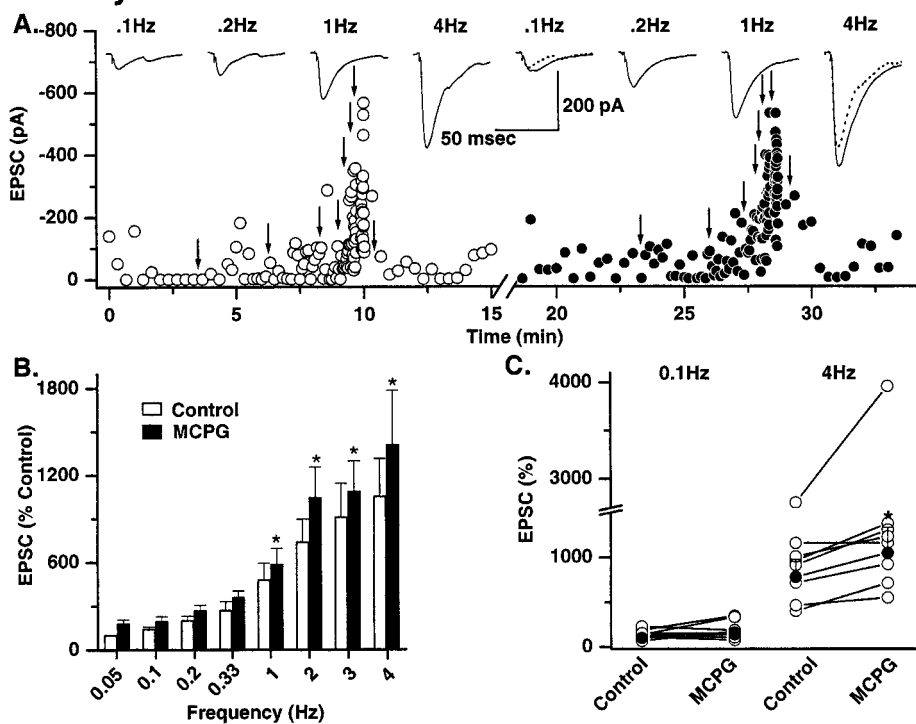 A.
.1Hz .2Hz 1Hz 4Hz .1Hz .2Hz 1Hz 4Hz
-800
-600
-400
-200
0
EPSC (pA)
200 pA
50 msec
0 5 10 15 20 25 30
Time (min)
B.
1800
1200
600
0
EPSC (% Control)
Control
MCPG
* * * *
0.05 0.1 0.2 0.33 1 2 3 4
Frequency (Hz)
C.
0.1Hz 4Hz
4000
3000
1000
0
EPSC (%)
*
Control MCPG Control MCPG